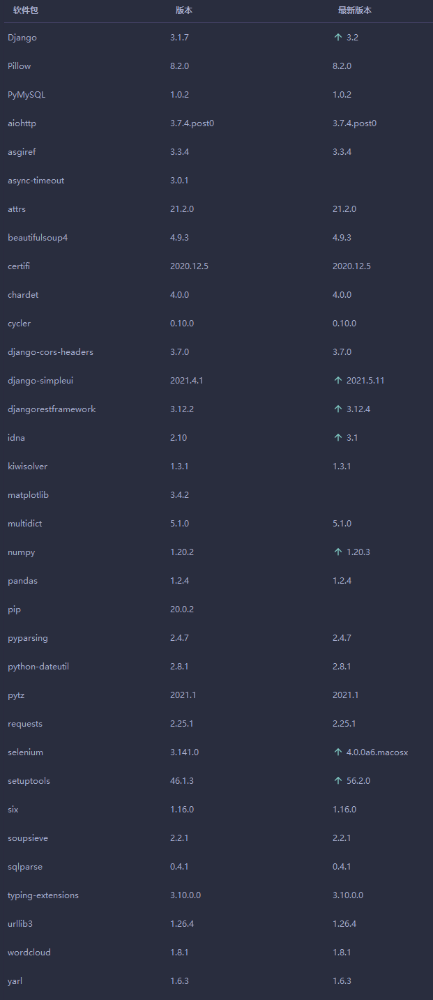 软件包 版本 最新版本
Django 3.1.7 ↑ 3.2
Pillow 8.2.0 8.2.0
PyMySQL 1.0.2 1.0.2
aiohttp 3.7.4.post0 3.7.4.post0
asgiref 3.3.4 3.3.4
async-timeout 3.0.1
attrs 21.2.0 21.2.0
beautifulsoup4 4.9.3 4.9.3
certifi 2020.12.5 2020.12.5
chardet 4.0.0 4.0.0
cycler 0.10.0 0.10.0
django-cors-headers 3.7.0 3.7.0
django-simpleui 2021.4.1 ↑ 2021.5.11
djangorestframework 3.12.2 ↑ 3.12.4
idna 2.10 ↑ 3.1
kiwisolver 1.3.1 1.3.1
matplotlib 3.4.2
multidict 5.1.0 5.1.0
numpy 1.20.2 ↑ 1.20.3
pandas 1.2.4 1.2.4
pip 20.0.2
pyparsing 2.4.7 2.4.7
python-dateutil 2.8.1 2.8.1
pytz 2021.1 2021.1
requests 2.25.1 2.25.1
selenium 3.141.0 ↑ 4.0.0a6.macosx
setuptools 46.1.3 ↑ 56.2.0
six 1.16.0 1.16.0
soupsieve 2.2.1 2.2.1
sqlparse 0.4.1 0.4.1
typing-extensions 3.10.0.0 3.10.0.0
urllib3 1.26.4 1.26.4
wordcloud 1.8.1 1.8.1
yarl 1.6.3 1.6.3